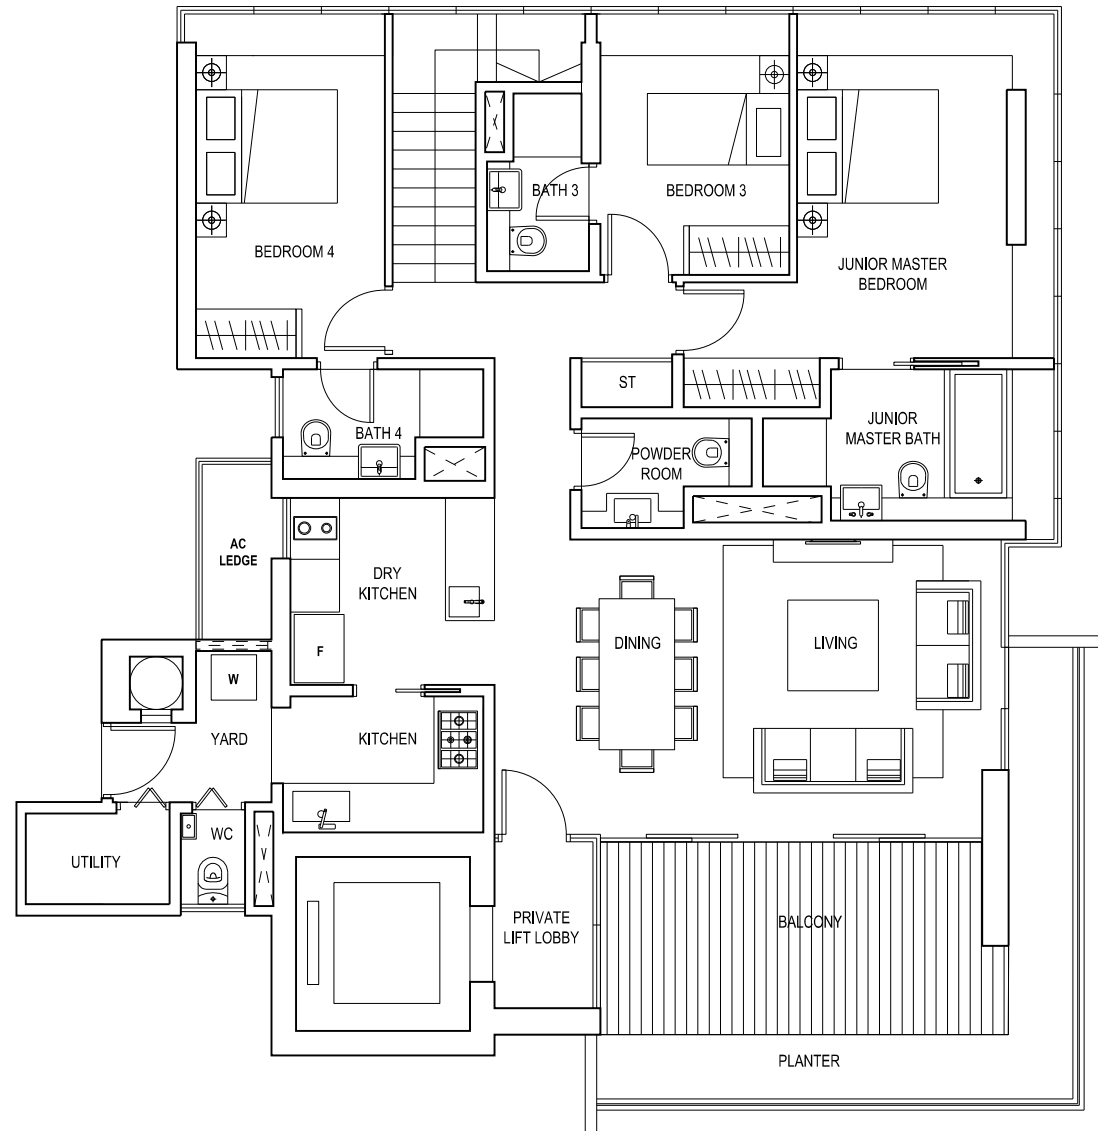 BATH 3
BEDROOM 3
BEDROOM 4
JUNIOR MASTER
BEDROOM
ST
JUNIOR
MASTER BATH
BATH 4
POWDER
ROOM
AC
LEDGE
DRY
KITCHEN
F
DINING
LIVING
W
YARD
KITCHEN
WC
UTILITY
PRIVATE
LIFT LOBBY
BALCONY
PLANTER